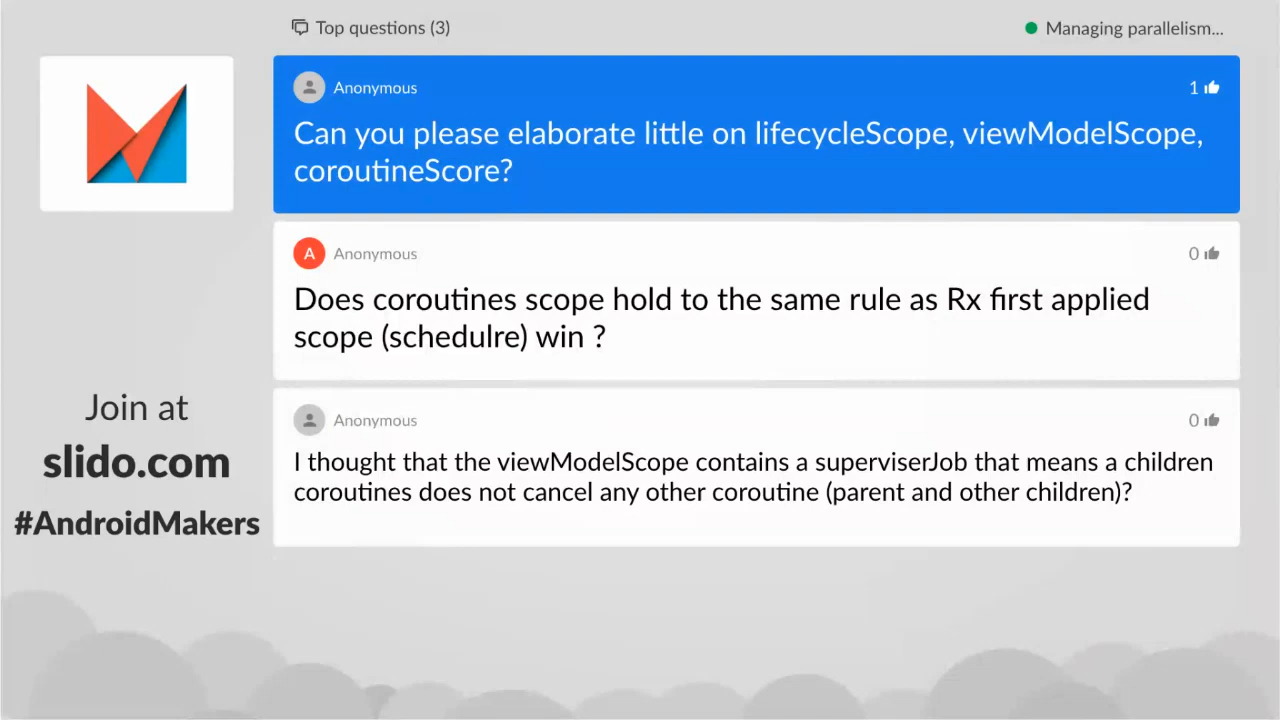 Top questions (3)
Managing parallelism...
Anonymous
1
Can you please elaborate little on lifecycleScope, viewModelScope,
coroutineScore?
A
Anonymous
0
Does coroutines scope hold to the same rule as Rx first applied
scope (schedulre) win ?
Anonymous
0
I thought that the viewModelScope contains a superviserJob that means a children
coroutines does not cancel any other coroutine (parent and other children)?
Join at
slido.com
#AndroidMakers